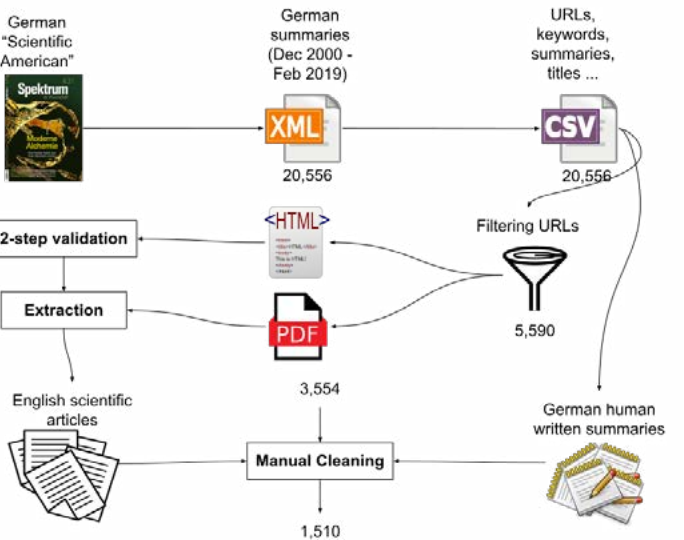 German
“Scientific
American”
German
summaries
(Dec 2000 -
Feb 2019)
URLs,
keywords,
summaries,
titles ...
Spektrum
Moderne
Alchemie
XML
CSV
20,556
20,556
Filtering URLs
<HTML>
2-step validation
Extraction
PDF
5,590
3,554
English scientific
articles
German human
written summaries
Manual Cleaning
1,510